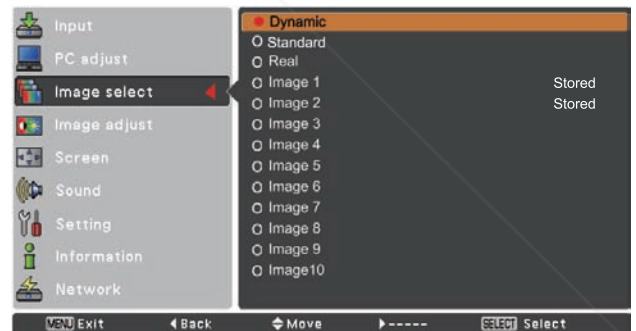 Input
PC adjust
Image select
Image adjust
Screen
Sound
Setting
Information
Network
Dynamic
Standard
Real
Image 1 Stored
Image 2 Stored
Image 3
Image 4
Image 5
Image 6
Image 7
Image 8
Image 9
Image10
MENU Exit Back Move ----- SELECT Select